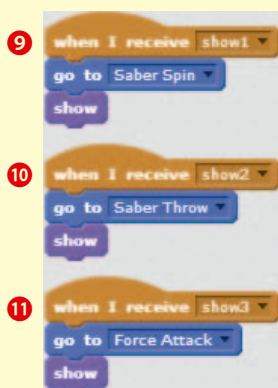 9 when I receive show1
go to Saber Spin
show
10 when I receive show2
go to Saber Throw
show
11 when I receive show3
go to Force Attack
show